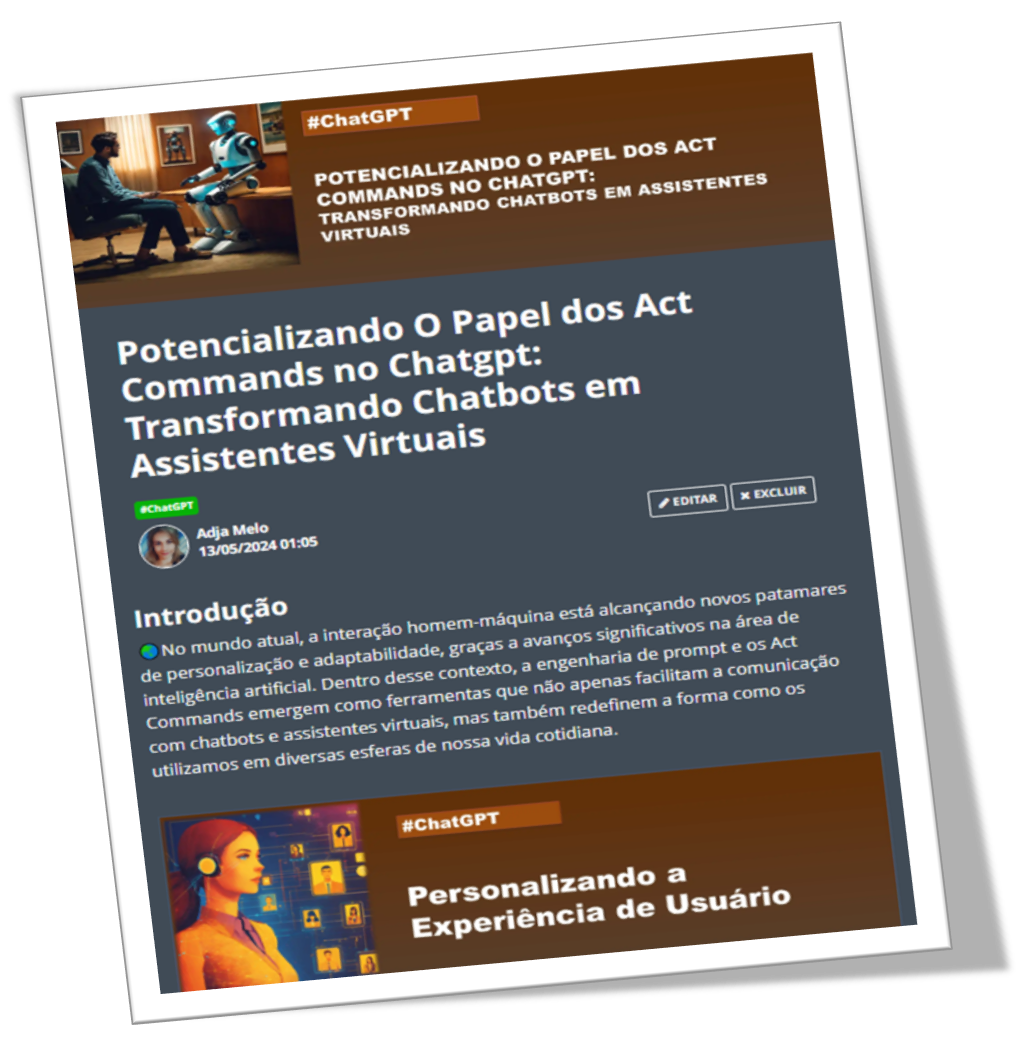 #ChatGPT
POTENCIALIZANDO O PAPEL DOS ACT
COMMANDS NO CHATGPT:
TRANSFORMANDO CHATBOTS EM ASSISTENTES
VIRTUAIS
Potencializando O Papel dos Act
Commands no Chatgpt:
Transformando Chatbots em
Assistentes Virtuais
#ChatGPT
Adja Melo
13/05/2024 01:05
EDITAR
EXCLUIR
Introdução
No mundo atual, a interação homem-máquina está alcançando novos patamares
de personalização e adaptabilidade, graças a avanços significativos na área de
inteligência artificial. Dentro desse contexto, a engenharia de prompt e os Act
Commands emergem como ferramentas que não apenas facilitam a comunicação
com chatbots e assistentes virtuais, mas também redefinem a forma como os
utilizamos em diversas esferas de nossa vida cotidiana.
#ChatGPT
Personalizando a
Experiência de Usuário